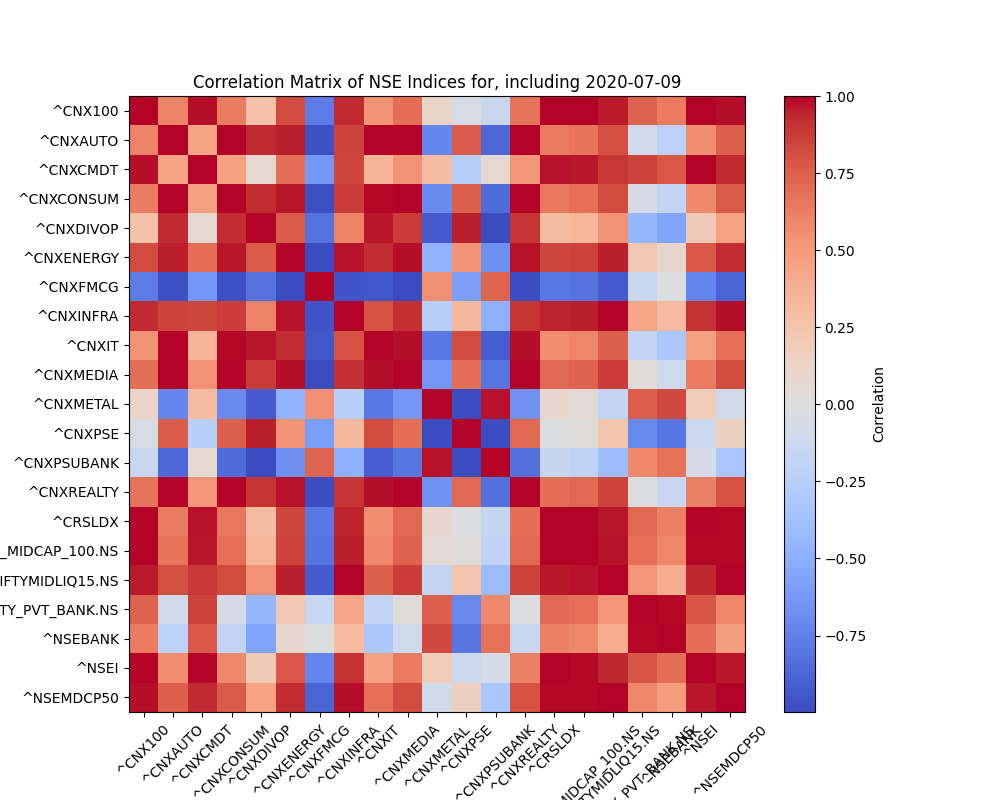 Correlation Matrix of NSE Indices for, including 2020-07-09
^CNX100
^CNXAUTO
^CNXCMDT
^CNXCONSUM
^CNXDIVOP
^CNXENERGY
^CNXFMCG
^CNXINFRA
^CNXIT
^CNXMEDIA
^CNXMETAL
^CNXPSE
^CNXPSUBANK
^CNXREALTY
^CRSLDX
_MIDCAP_100.NS
IFTYMIDLIQ15.NS
TY_PVT_BANK.NS
^NSEBANK
^NSEI
^NSEMDCP50
^CNX100
^CNXAUTO
^CNXCMDT
^CNXCONSUM
^CNXDIVOP
^CNXENERGY
^CNXFMCG
^CNXINFRA
^CNXIT
^CNXMEDIA
^CNXMETAL
^CNXPSE
^CNXPSUBANK
^CNXREALTY
^CRSLDX
MIDCAP_100.NS
TYMIDLIQ15.NS
_PVT_BANK.NS
^NSEBANK
^NSEI
^NSEMDCP50
1.00
0.75
0.50
0.25
0.00
−0.25
−0.50
−0.75
Correlation